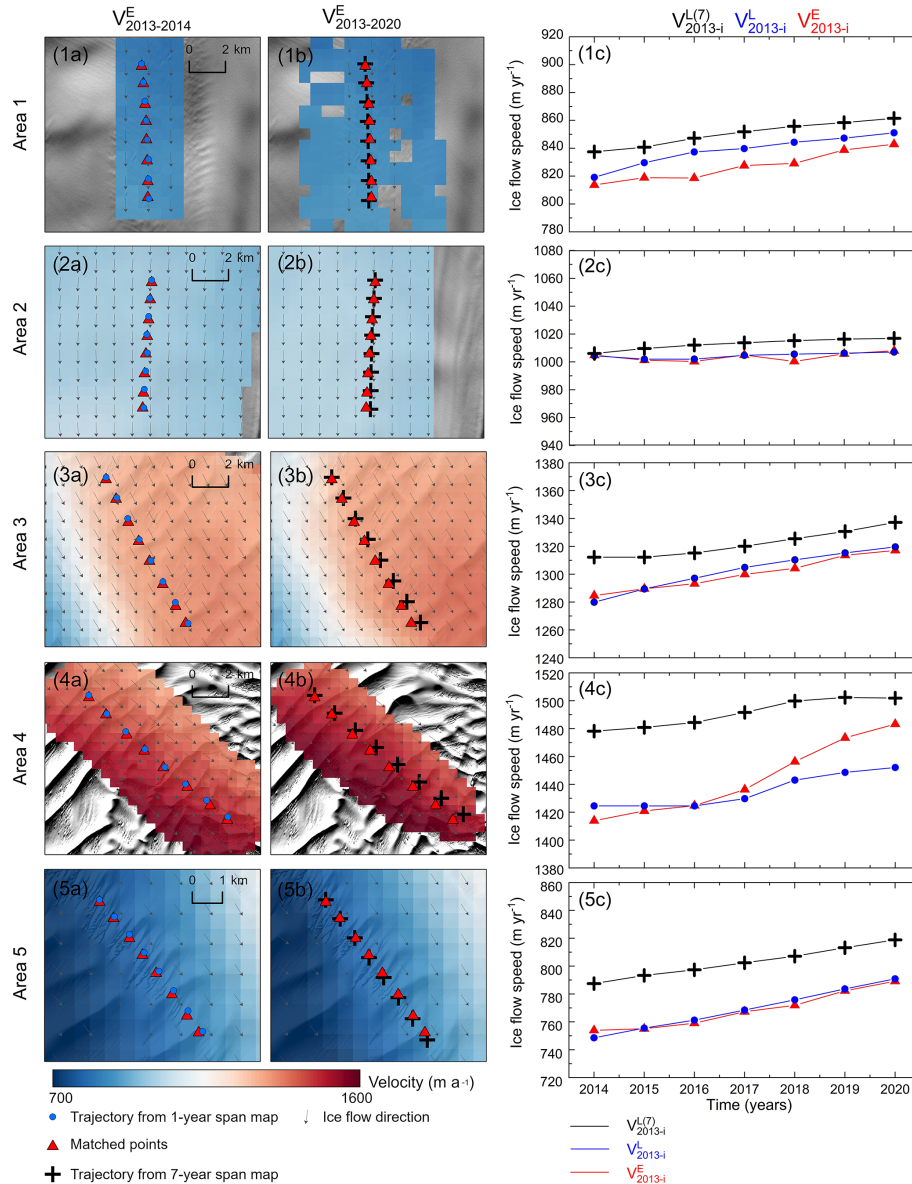 V^E_2013-2014 V^E_2013-2020 V^L(7)_2013-i V^L_2013-i V^E_2013-i
Area 1
(1a) 0 2 km
(1b)
(1c)
Ice flow speed (m yr⁻¹)
920
900
880
860
840
820
800
780
Area 2
(2a) 0 2 km
(2b)
(2c)
Ice flow speed (m yr⁻¹)
1080
1060
1040
1020
1000
980
960
940
Area 3
(3a) 0 2 km
(3b)
(3c)
Ice flow speed (m yr⁻¹)
1380
1360
1340
1320
1300
1280
1260
1240
Area 4
(4a) 0 2 km
(4b)
(4c)
Ice flow speed (m yr⁻¹)
1520
1500
1480
1460
1440
1420
1400
1380
Area 5
(5a) 0 1 km
(5b)
(5c)
Ice flow speed (m yr⁻¹)
860
840
820
800
780
760
740
720
2014 2015 2016 2017 2018 2019 2020
Time (years)
700 1600 Velocity (m a⁻¹)
Trajectory from 1-year span map
Ice flow direction
Matched points
Trajectory from 7-year span map
V^L(7)_2013-i
V^L_2013-i
V^E_2013-i